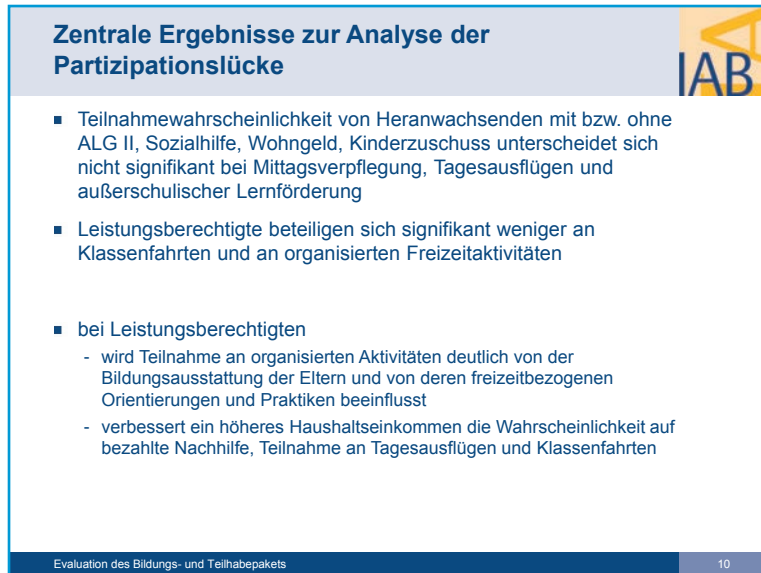 Zentrale Ergebnisse zur Analyse der
Partizipationslücke
IAB
▪ Teilnahmewahrscheinlichkeit von Heranwachsenden mit bzw. ohne
ALG II, Sozialhilfe, Wohngeld, Kinderzuschuss unterscheidet sich
nicht signifikant bei Mittagsverpflegung, Tagesausflügen und
außerschulischer Lernförderung
▪ Leistungsberechtigte beteiligen sich signifikant weniger an
Klassenfahrten und an organisierten Freizeitaktivitäten
▪ bei Leistungsberechtigten
- wird Teilnahme an organisierten Aktivitäten deutlich von der
Bildungsausstattung der Eltern und von deren freizeitbezogenen
Orientierungen und Praktiken beeinflusst
- verbessert ein höheres Haushaltseinkommen die Wahrscheinlichkeit auf
bezahlte Nachhilfe, Teilnahme an Tagesausflügen und Klassenfahrten
Evaluation des Bildungs- und Teilhabepakets
10